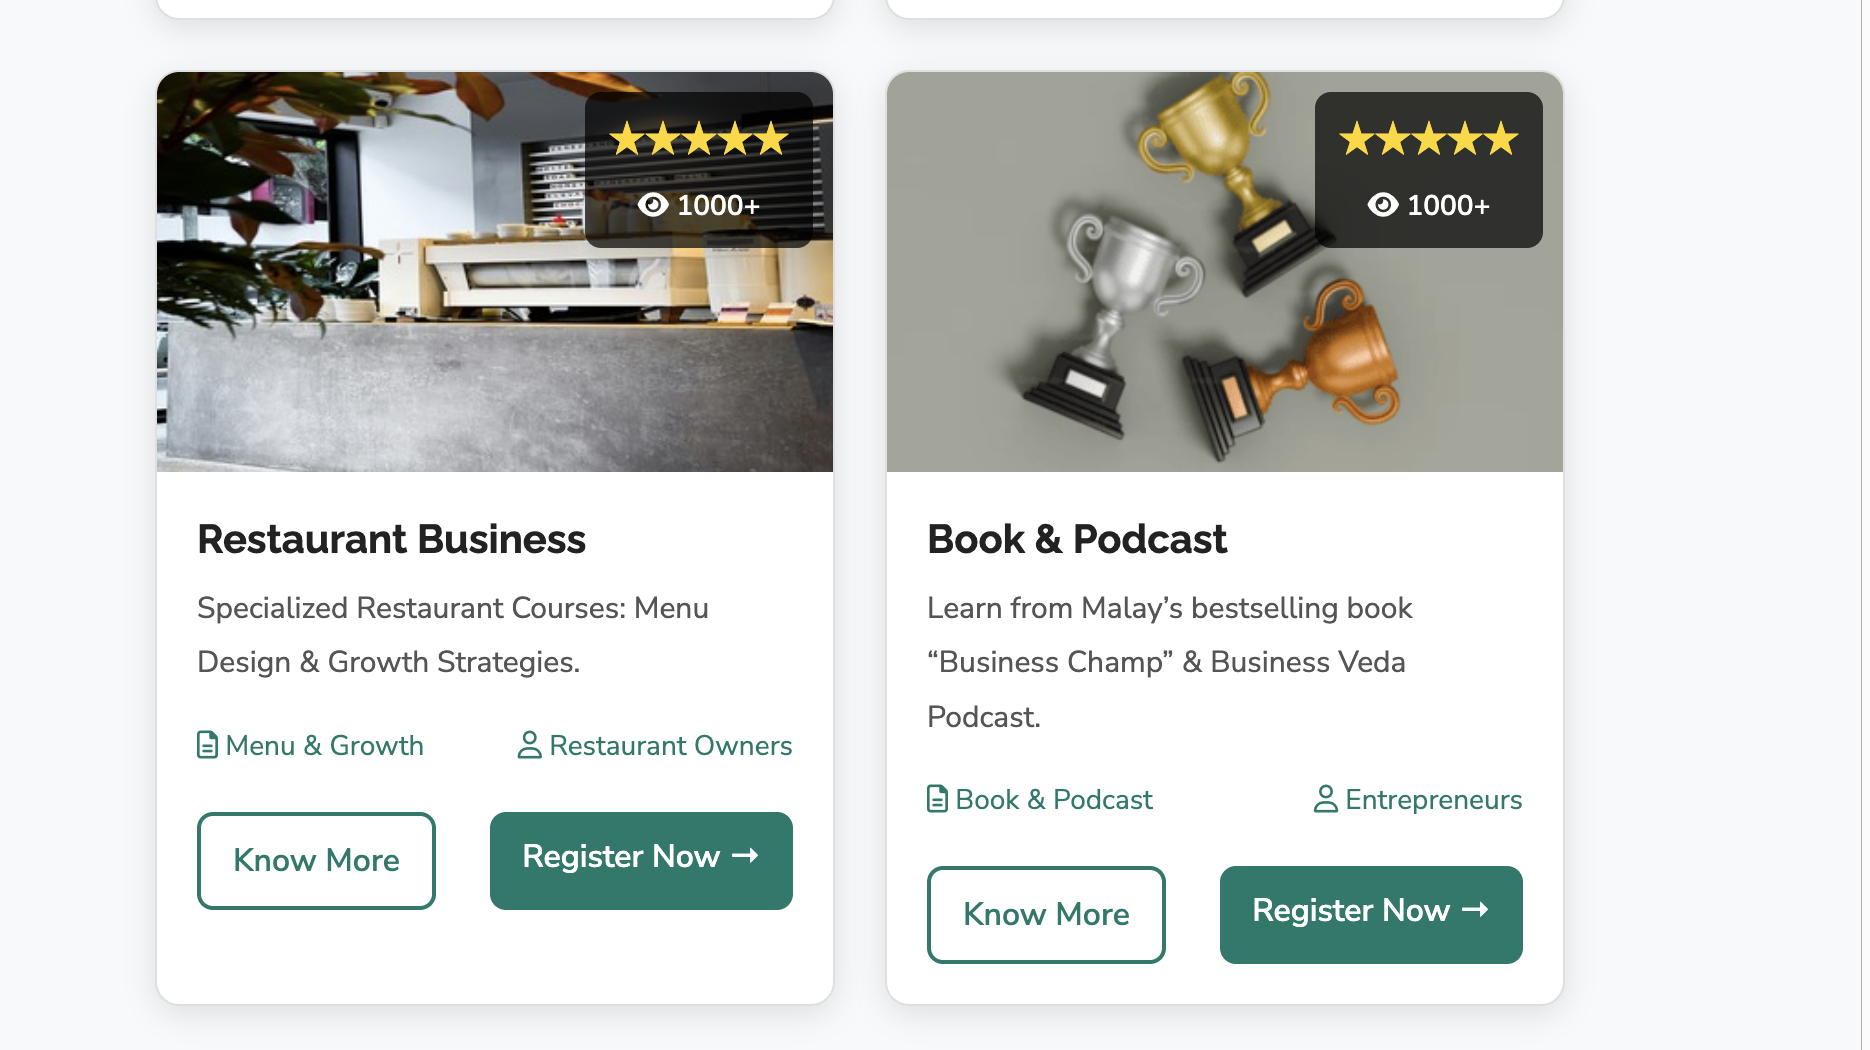 ★★★★★
1000+
Restaurant Business
Specialized Restaurant Courses: Menu
Design & Growth Strategies.
Menu & Growth
Restaurant Owners
Know More
Register Now →
★★★★★
1000+
Book & Podcast
Learn from Malay’s bestselling book
“Business Champ” & Business Veda
Podcast.
Book & Podcast
Entrepreneurs
Know More
Register Now →